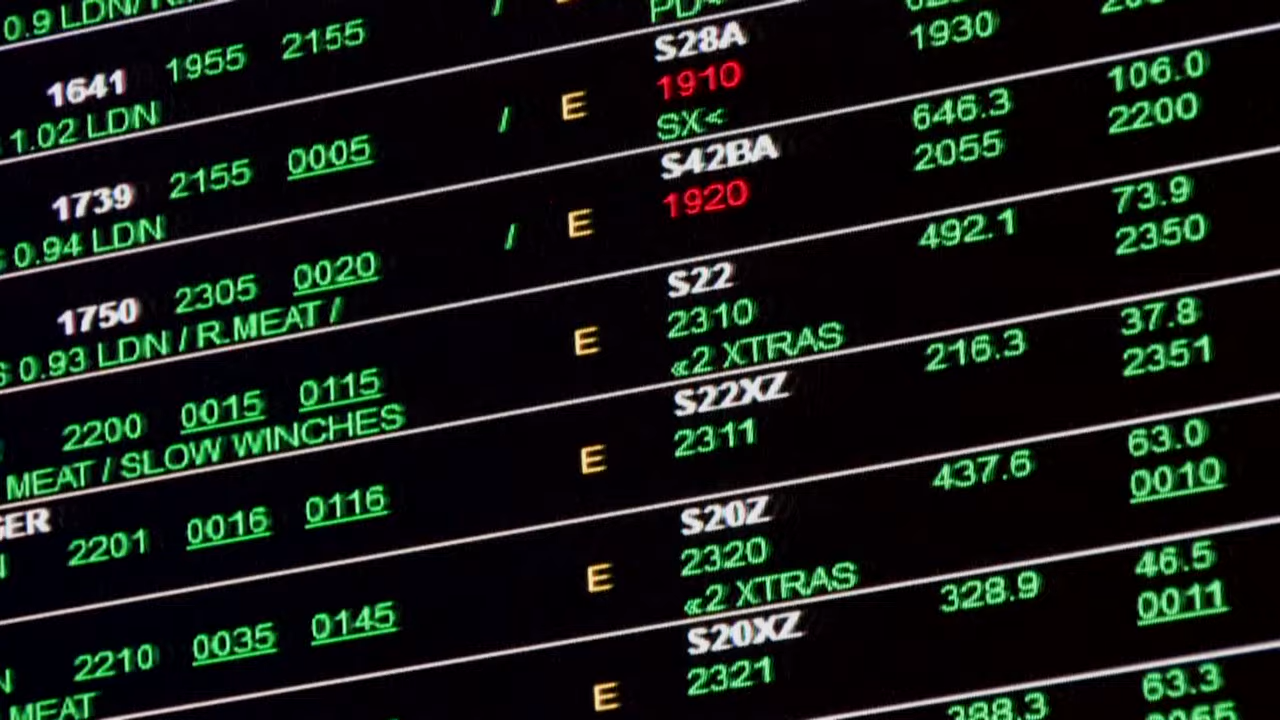 0.9 LDN/
1641 1955 2155 / E S28A 1930
1910 106.0
1.02 LDN SX< 646.3 2200
1739 2155 0005 / E S42BA 2055
1920 73.9
0.94 LDN 492.1 2350
1750 2305 0020 E S22
2310 37.8
0.93 LDN / R.MEAT / «2 XTRAS 216.3 2351
2200 0015 0115 E S22XZ
2311 63.0
MEAT / SLOW WINCHES 437.6 0010
2201 0016 0116 E S20Z
2320 46.5
«2 XTRAS 328.9 0011
2210 0035 0145 E S20XZ
2321 63.3
MEAT 388.3